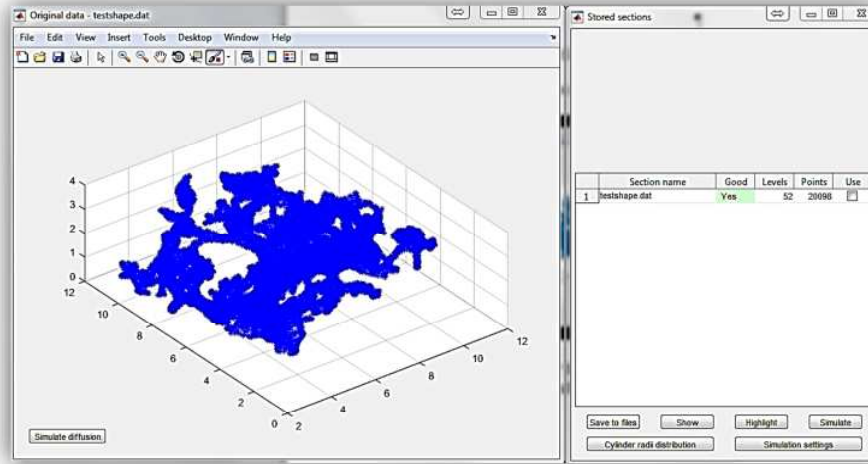 Original data - testshape.dat
File Edit View Insert Tools Desktop Window Help
4
3
2
1
0
12
10
8
6
4
2
0
2
4
6
8
10
12
Simulate diffusion
Stored sections
Section name Good Levels Points Use
1 testshape.dat Yes 52 20098
Save to files Show Highlight Simulate
Cylinder radii distribution Simulation settings